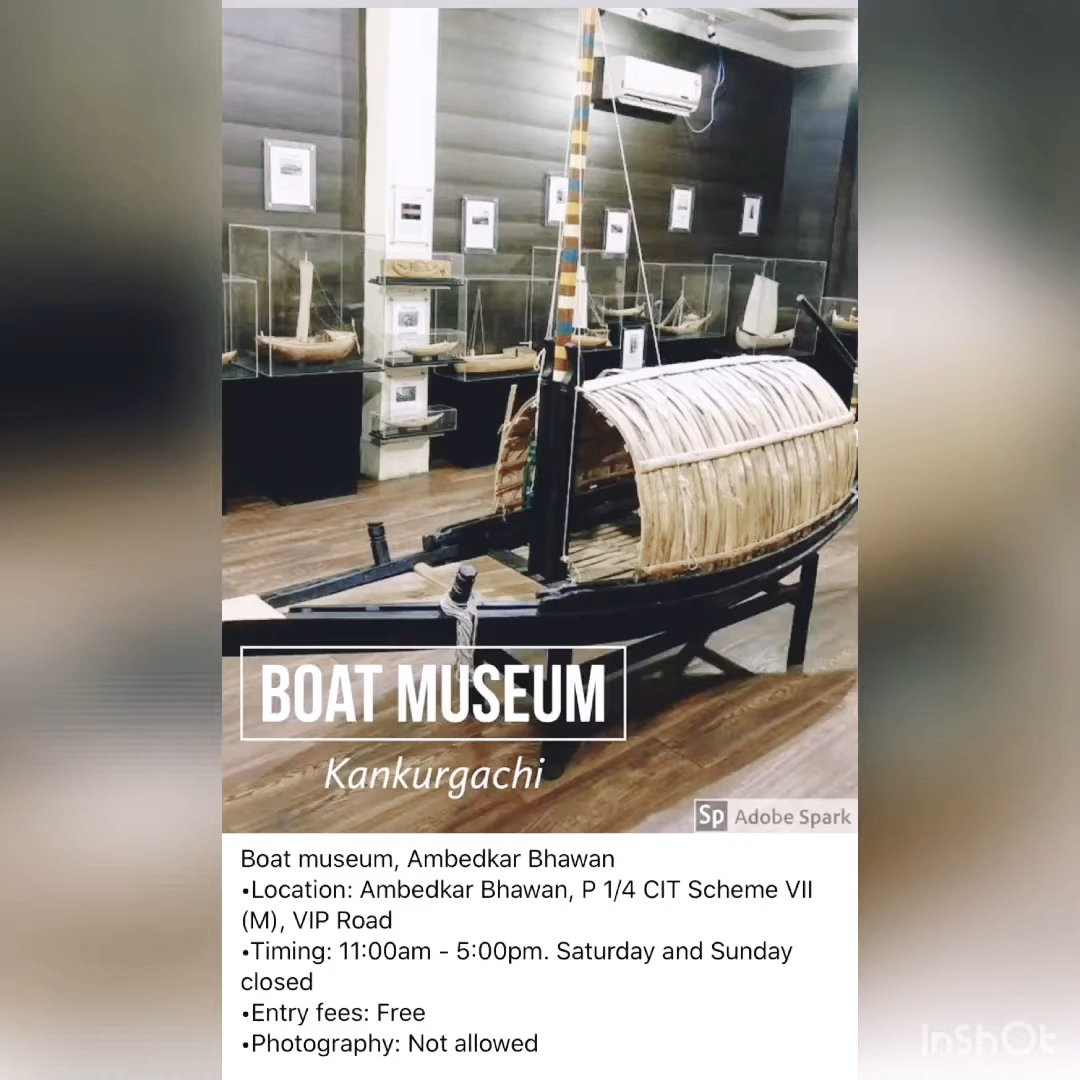 BOAT MUSEUM
Kankurgachi
Sp Adobe Spark
Boat museum, Ambedkar Bhawan
•Location: Ambedkar Bhawan, P 1/4 CIT Scheme VII
(M), VIP Road
•Timing: 11:00am - 5:00pm. Saturday and Sunday
closed
•Entry fees: Free
•Photography: Not allowed
InShOt